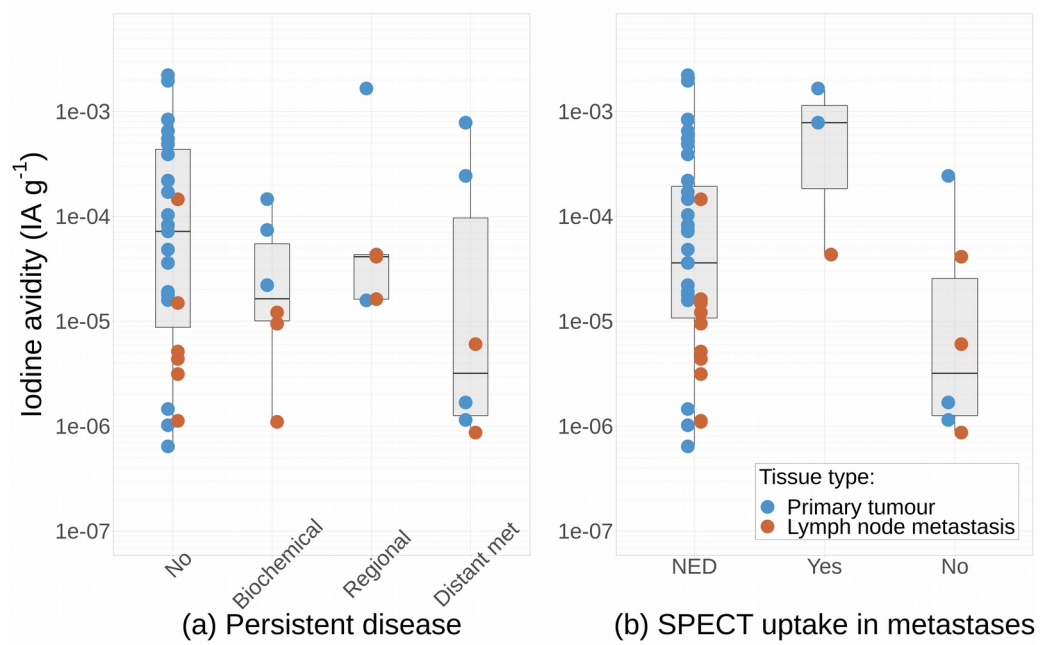 Iodine avidity (IA g-1)
1e-03
1e-04
1e-05
1e-06
1e-07
No
Biochemical
Regional
Distant met
(a) Persistent disease
1e-03
1e-04
1e-05
1e-06
1e-07
Tissue type:
Primary tumour
Lymph node metastasis
NED
Yes
No
(b) SPECT uptake in metastases